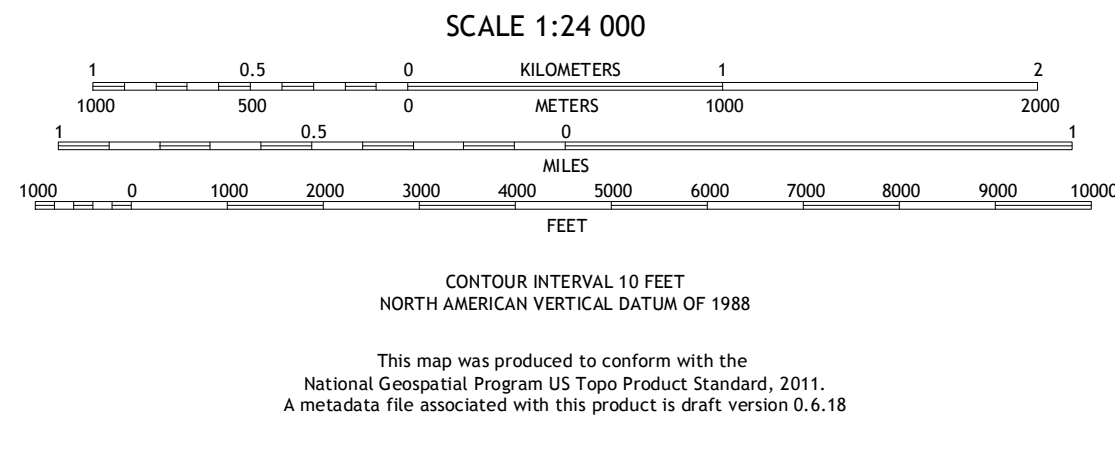 SCALE 1:24 000
1 0.5 0 KILOMETERS 1 2
1000 500 0 METERS 1000 2000
1 0.5 0 1
MILES
1000 0 1000 2000 3000 4000 5000 6000 7000 8000 9000 10000
FEET
CONTOUR INTERVAL 10 FEET
NORTH AMERICAN VERTICAL DATUM OF 1988
This map was produced to conform with the
National Geospatial Program US Topo Product Standard, 2011.
A metadata file associated with this product is draft version 0.6.18